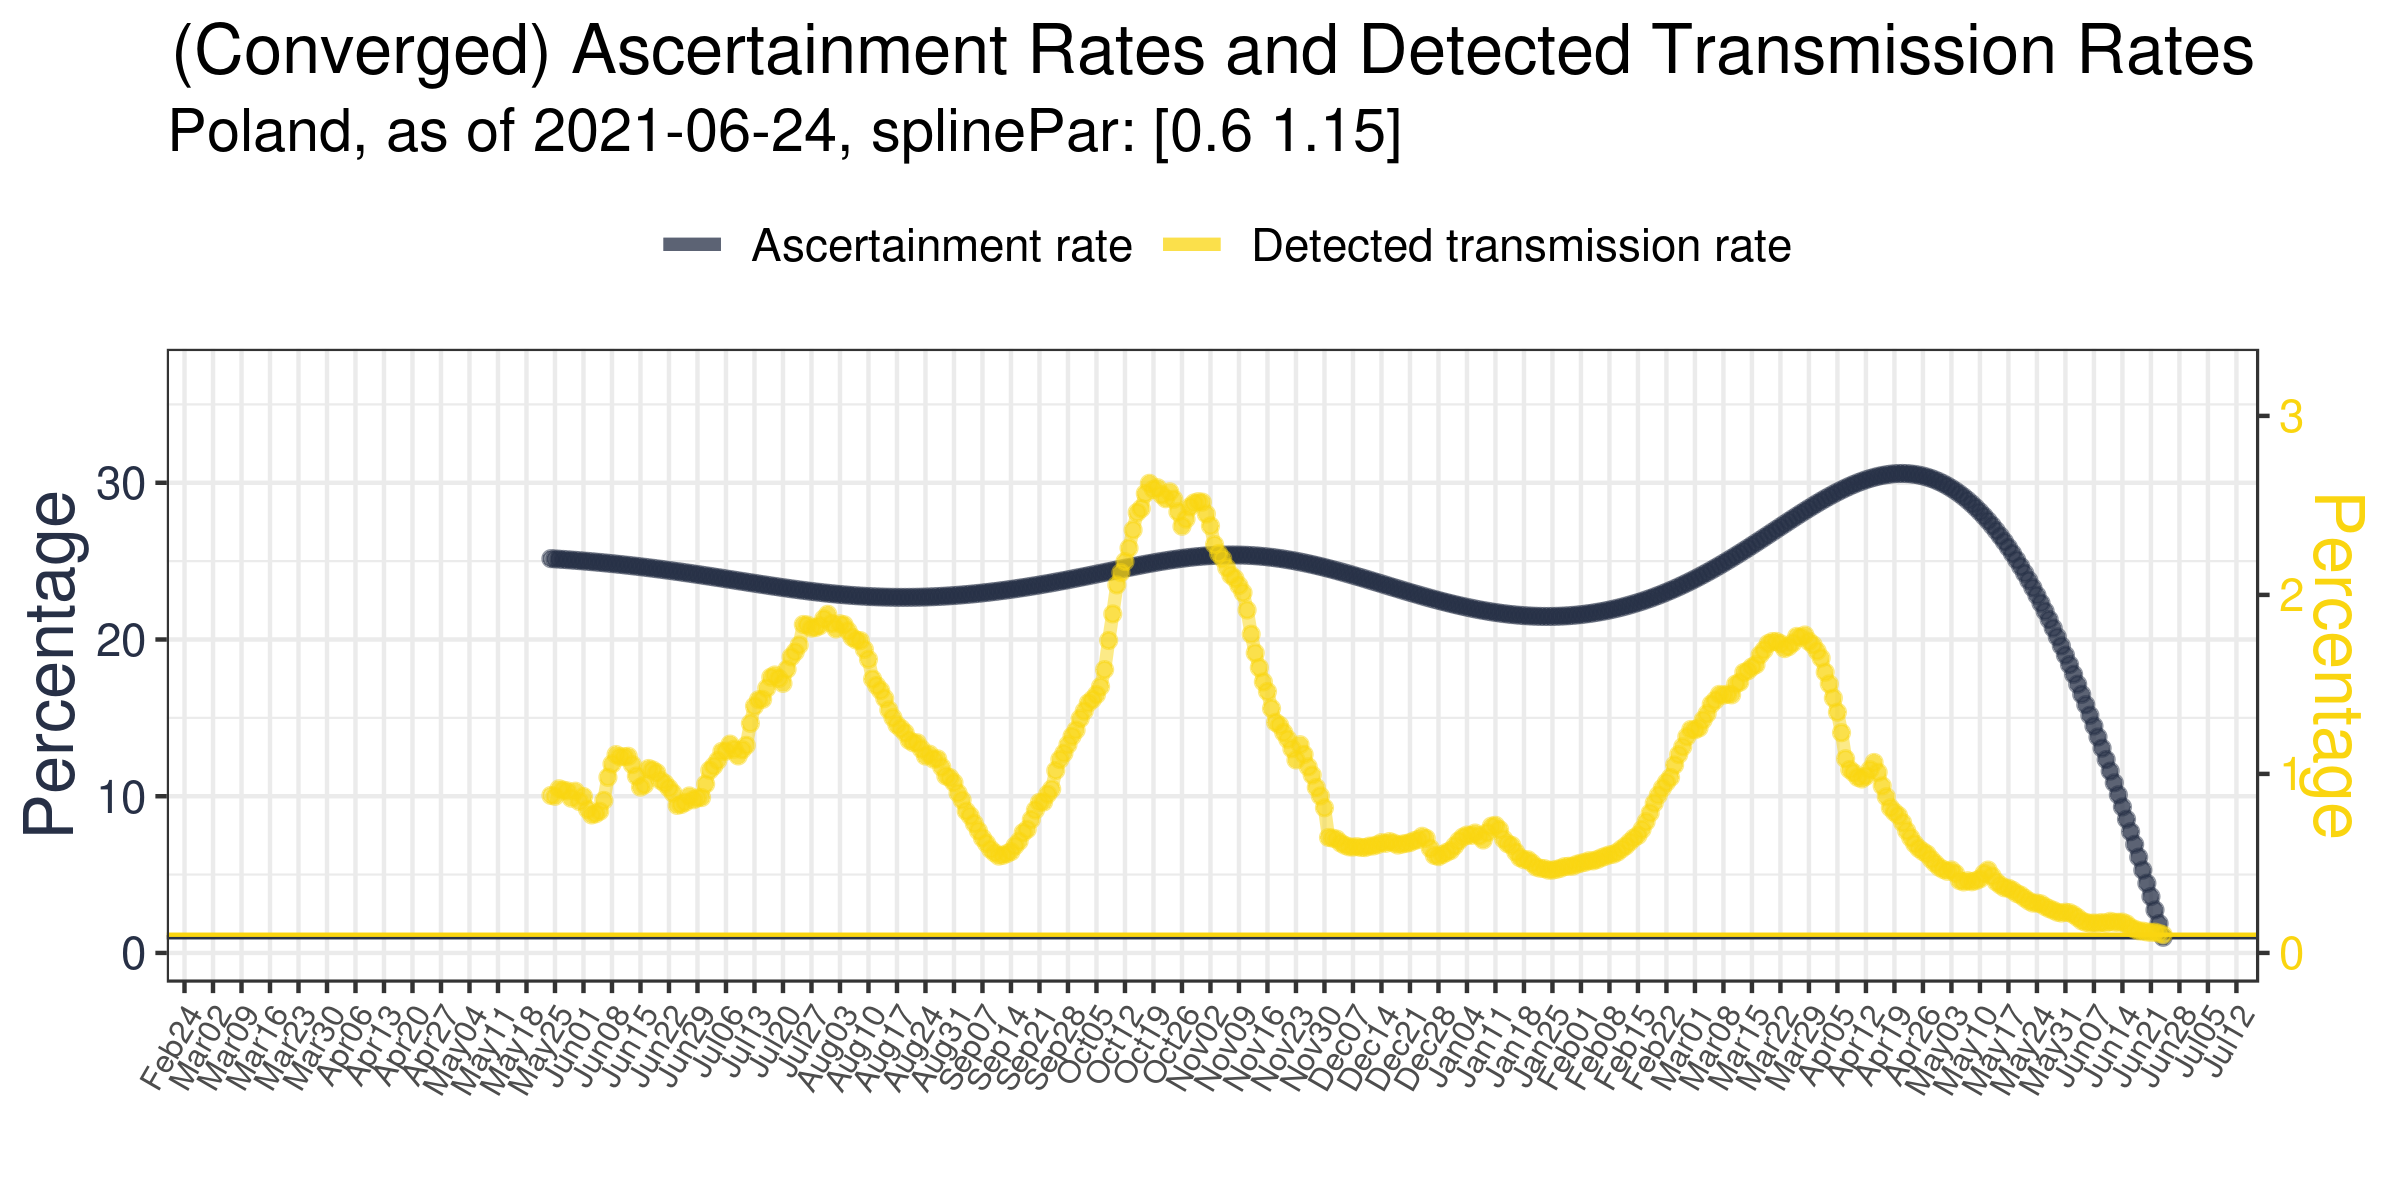 (Converged) Ascertainment Rates and Detected Transmission Rates
Poland, as of 2021-06-24, splinePar: [0.6 1.15]
Ascertainment rate
Detected transmission rate
Percentage
30
20
10
0
3
2
1
0
Percentage
Feb24
Mar02
Mar09
Mar16
Mar23
Mar30
Apr06
Apr13
Apr20
Apr27
May04
May11
May18
May25
Jun01
Jun08
Jun15
Jun22
Jun29
Jul06
Jul13
Jul20
Jul27
Aug03
Aug10
Aug17
Aug24
Aug31
Sep07
Sep14
Sep21
Sep28
Oct05
Oct12
Oct19
Oct26
Nov02
Nov09
Nov16
Nov23
Nov30
Dec07
Dec14
Dec21
Dec28
Jan04
Jan11
Jan18
Jan25
Feb01
Feb08
Feb15
Feb22
Mar01
Mar08
Mar15
Mar22
Mar29
Apr05
Apr12
Apr19
Apr26
May03
May10
May17
May24
May31
Jun07
Jun14
Jun21
Jun28
Jul05
Jul12